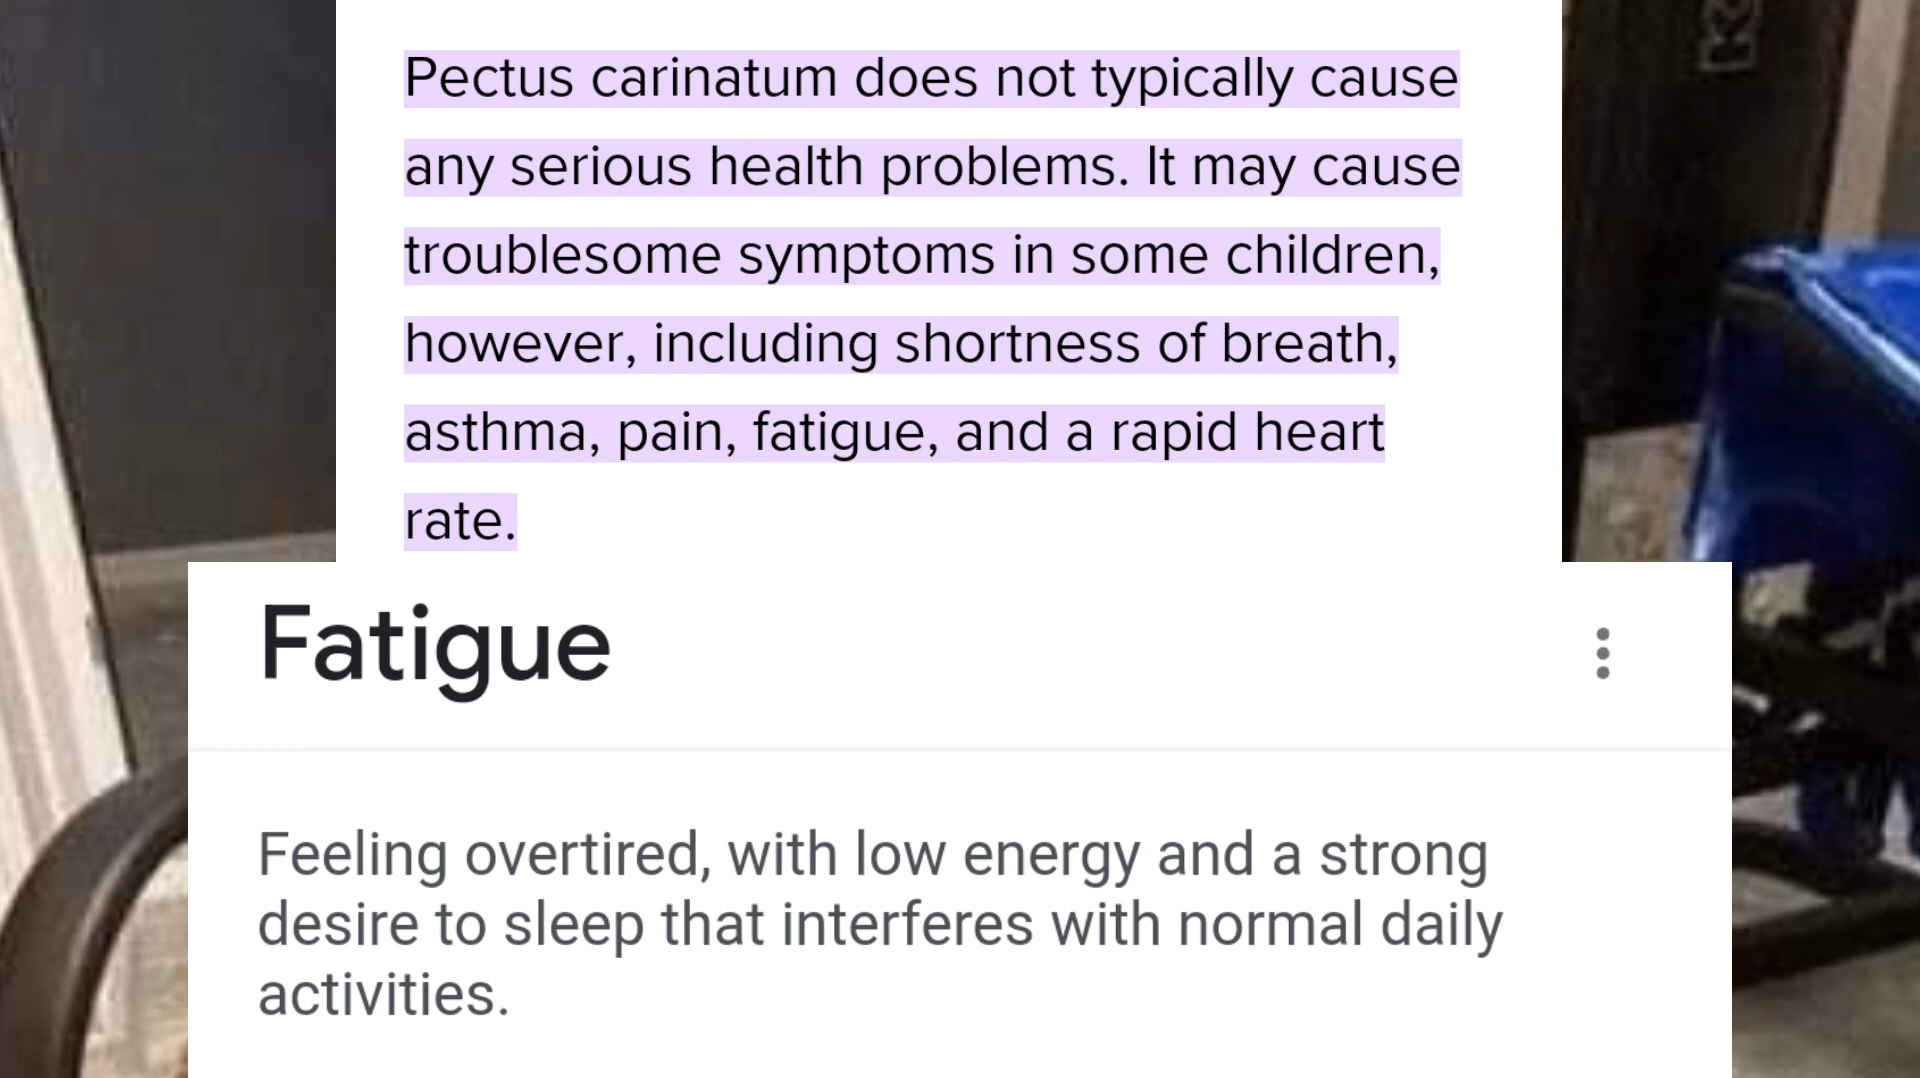 Pectus carinatum does not typically cause
any serious health problems. It may cause
troublesome symptoms in some children,
however, including shortness of breath,
asthma, pain, fatigue, and a rapid heart
rate.
Fatigue
Feeling overtired, with low energy and a strong
desire to sleep that interferes with normal daily
activities.